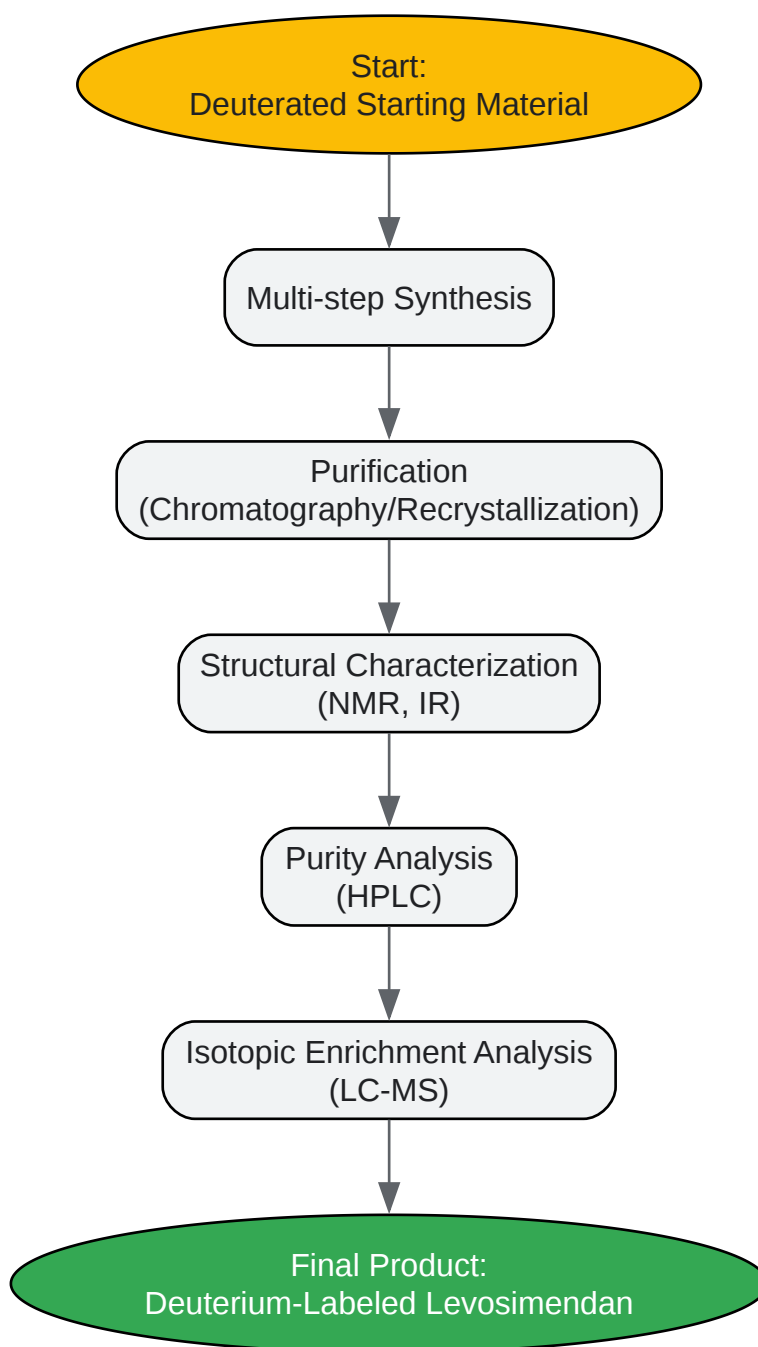 Start:
Deuterated Starting Material
Multi-step Synthesis
Purification
(Chromatography/Recrystallization)
Structural Characterization
(NMR, IR)
Purity Analysis
(HPLC)
Isotopic Enrichment Analysis
(LC-MS)
Final Product:
Deuterium-Labeled Levosimendan